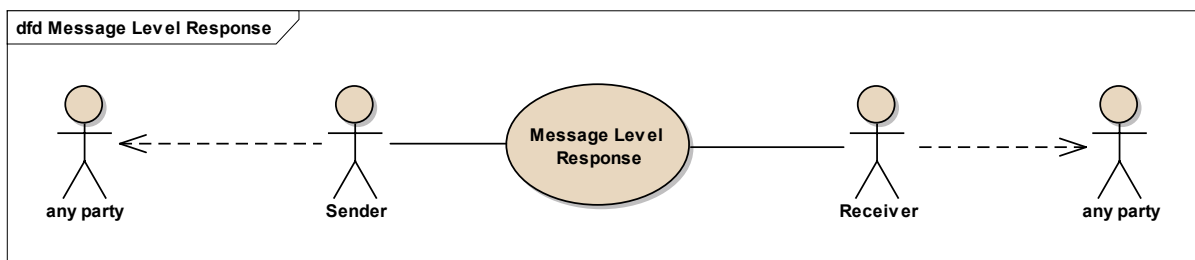 dfd Message Level Response
Message Level
Response
any party
Sender
Receiver
any party